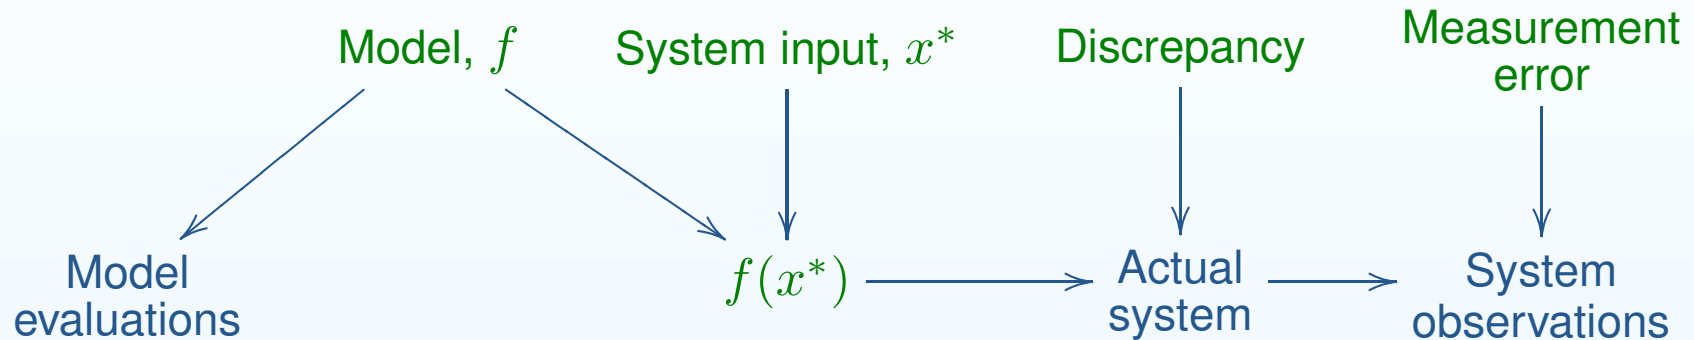 Model, f
System input, x*
Discrepancy
Measurement
error
Model
evaluations
f(x*)
Actual
system
System
observations